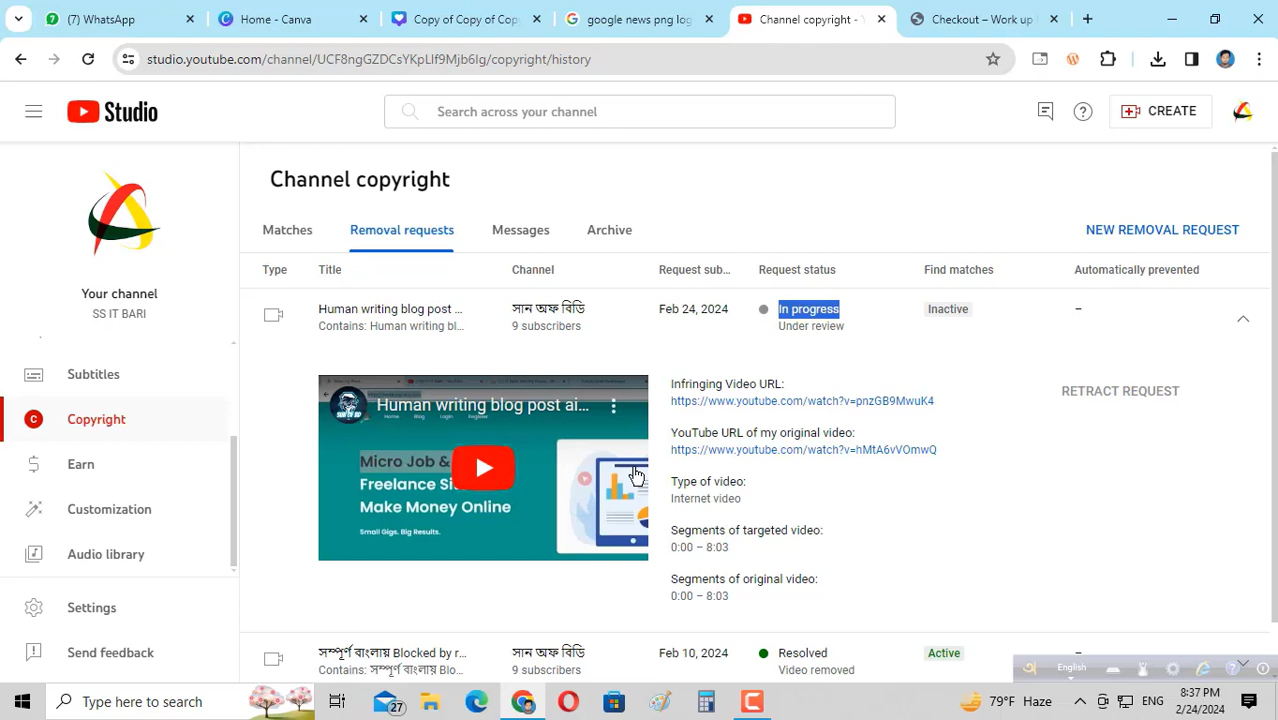 (7) WhatsApp
Home - Canva
Copy of Copy of Cop
google news png log
Channel copyright -
Checkout – Work up
studio.youtube.com/channel/UCF8ngGZDCsYKpLIf9Mjb6Ig/copyright/history
Studio
Search across your channel
CREATE
Channel copyright
Matches
Removal requests
Messages
Archive
NEW REMOVAL REQUEST
Type
Title
Channel
Request sub...
Request status
Find matches
Automatically prevented
Your channel
SS IT BARI
Subtitles
Copyright
Earn
Customization
Audio library
Settings
Send feedback
Human writing blog post ...
Contains: Human writing bl...
সান অফ বিডি
9 subscribers
Feb 24, 2024
In progress
Under review
Inactive
–
Human writing blog post ai...
Micro Job &
Freelance Si
Make Money Online
Small Gigs. Big Results.
Infringing Video URL:
https://www.youtube.com/watch?v=pnzGB9MwuK4
YouTube URL of my original video:
https://www.youtube.com/watch?v=hMtA6vVOmwQ
Type of video:
Internet video
Segments of targeted video:
0:00 – 8:03
Segments of original video:
0:00 – 8:03
RETRACT REQUEST
সম্পূর্ণ বাংলায় Blocked by r...
Contains: সম্পূর্ণ বাংলায় Blo...
সান অফ বিডি
9 subscribers
Feb 10, 2024
Resolved
Video removed
Active
–
English
Type here to search
27
79°F Haze
ENG
8:37 PM
2/24/2024